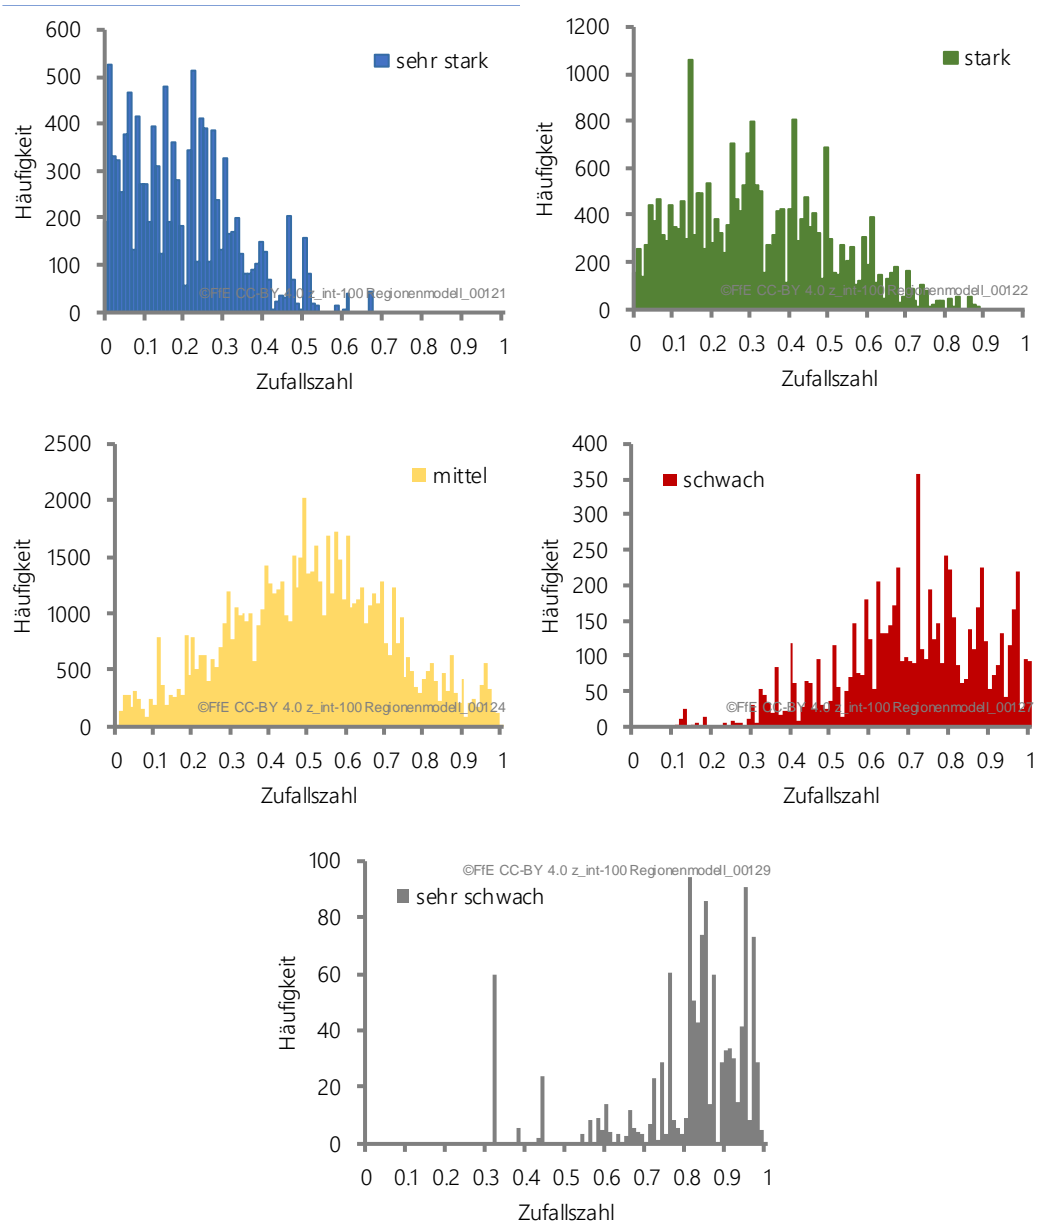 600
500
400
300
200
100
0
Häufigkeit
sehr stark
©FfE CC-BY 4.0 z_int-100 Regionenmodell_00121
0 0.1 0.2 0.3 0.4 0.5 0.6 0.7 0.8 0.9 1
Zufallszahl
1200
1000
800
600
400
200
0
Häufigkeit
stark
©FfE CC-BY 4.0 z_int-100 Regionenmodell_00122
0 0.1 0.2 0.3 0.4 0.5 0.6 0.7 0.8 0.9 1
Zufallszahl
2500
2000
1500
1000
500
0
Häufigkeit
mittel
©FfE CC-BY 4.0 z_int-100 Regionenmodell_00124
0 0.1 0.2 0.3 0.4 0.5 0.6 0.7 0.8 0.9 1
Zufallszahl
400
350
300
250
200
150
100
50
0
Häufigkeit
schwach
©FfE CC-BY 4.0 z_int-100 Regionenmodell_00127
0 0.1 0.2 0.3 0.4 0.5 0.6 0.7 0.8 0.9 1
Zufallszahl
100
80
60
40
20
0
Häufigkeit
©FfE CC-BY 4.0 z_int-100 Regionenmodell_00129
sehr schwach
0 0.1 0.2 0.3 0.4 0.5 0.6 0.7 0.8 0.9 1
Zufallszahl